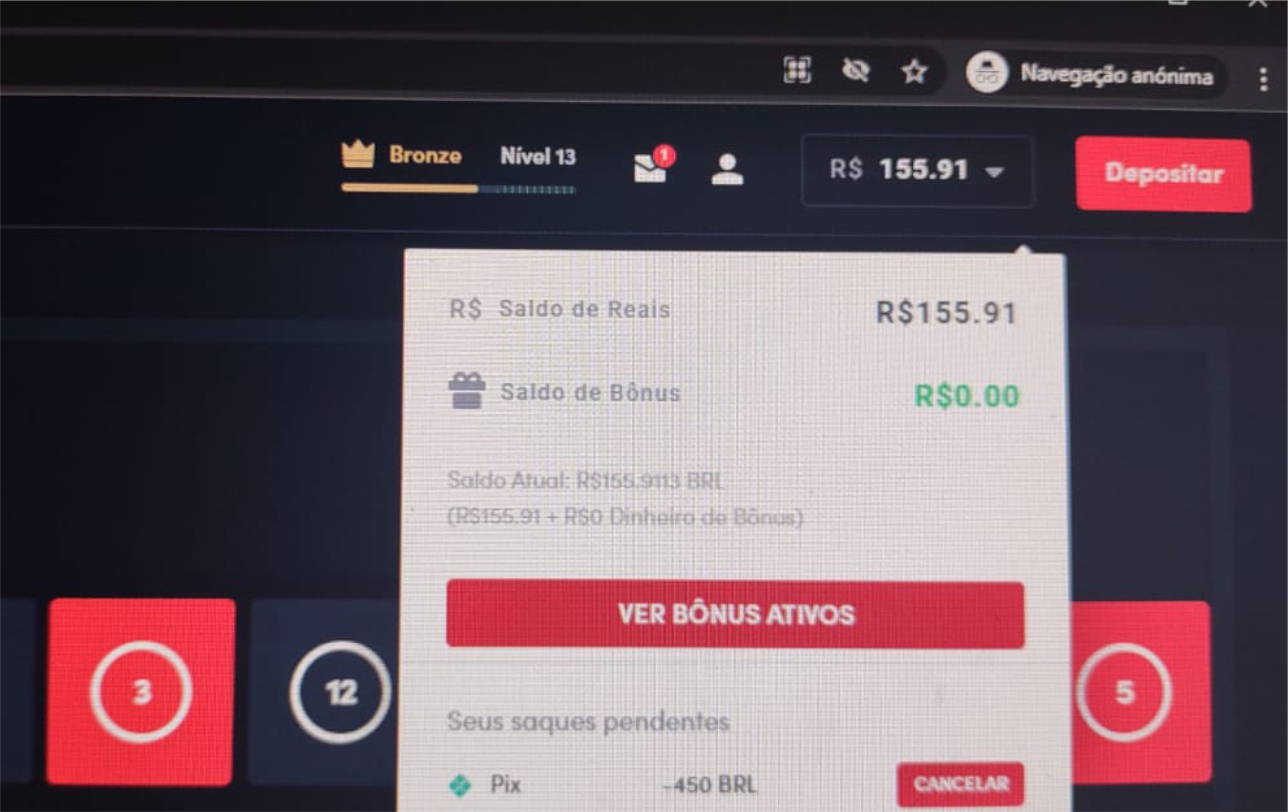 Navegação anónima
Bronze Nível 13 1 R$ 155.91 Depositar
R$ Saldo de Reais R$155.91
Saldo de Bônus R$0.00
Saldo Atual: R$155.9113 BRL
(R$155.91 + R$0 Dinheiro de Bônus)
VER BÔNUS ATIVOS
3 12 5
Seus saques pendentes
Pix -450 BRL CANCELAR